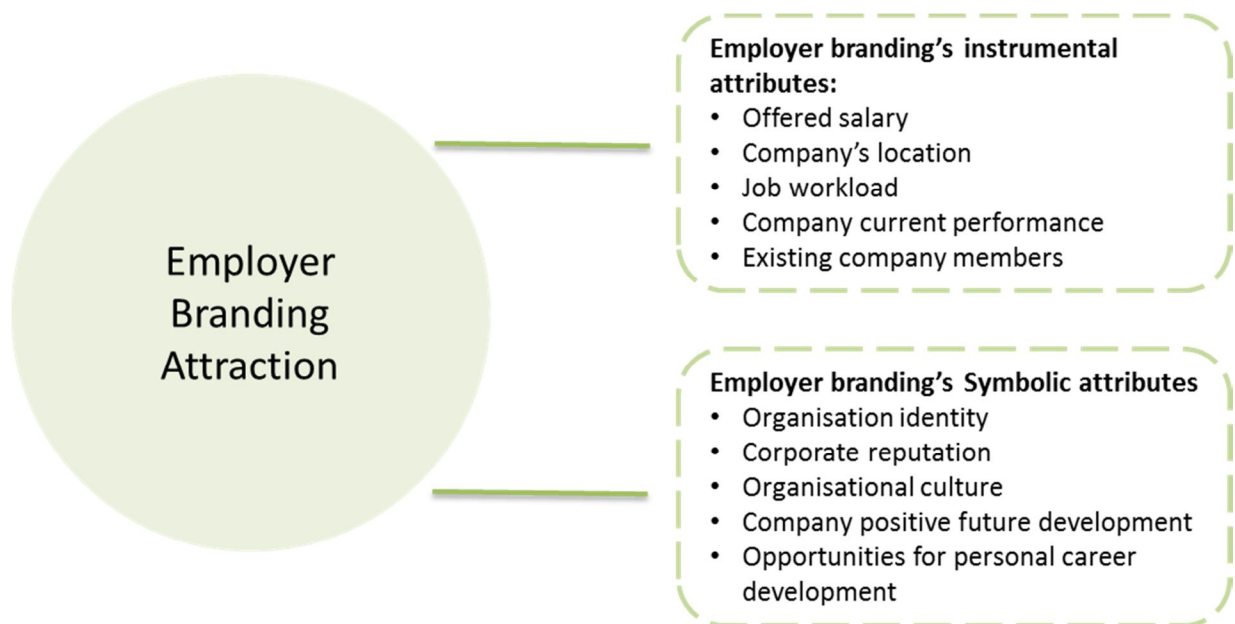 Employer
Branding
Attraction
Employer branding's instrumental
attributes:
• Offered salary
• Company's location
• Job workload
• Company current performance
• Existing company members
Employer branding's Symbolic attributes
• Organisation identity
• Corporate reputation
• Organisational culture
• Company positive future development
• Opportunities for personal career
development